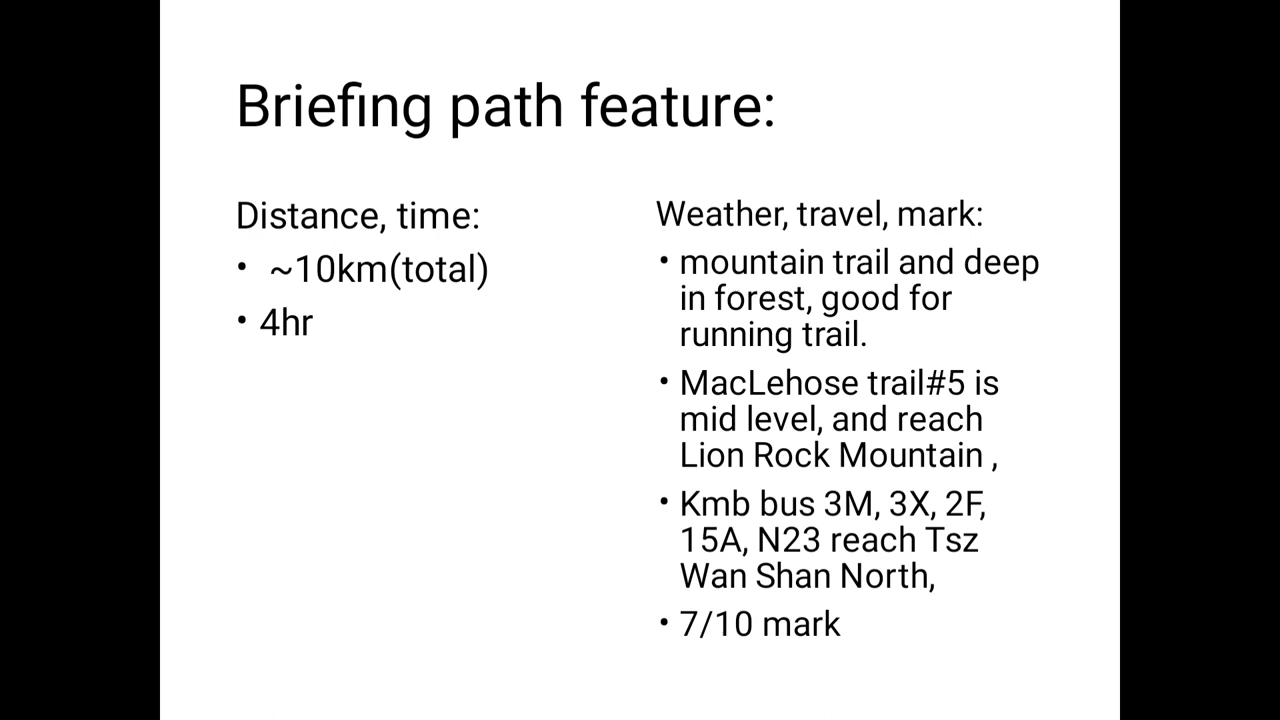 Briefing path feature:
Distance, time:
• ~10km(total)
• 4hr
Weather, travel, mark:
• mountain trail and deep
in forest, good for
running trail.
• MacLehose trail#5 is
mid level, and reach
Lion Rock Mountain ,
• Kmb bus 3M, 3X, 2F,
15A, N23 reach Tsz
Wan Shan North,
• 7/10 mark